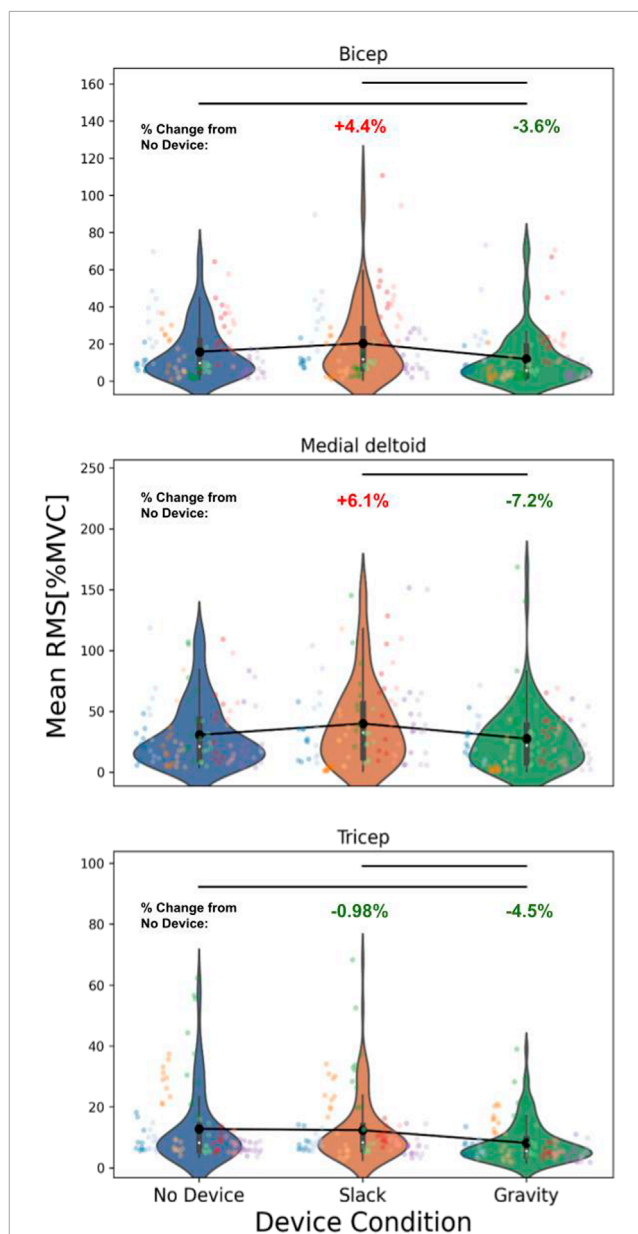 Bicep
160
140
120
100
80
60
40
20
0
% Change from
No Device:
+4.4%
-3.6%
Medial deltoid
250
200
150
100
50
0
% Change from
No Device:
+6.1%
-7.2%
Mean RMS[%MVC]
Tricep
100
80
60
40
20
0
% Change from
No Device:
-0.98%
-4.5%
No Device Slack Gravity
Device Condition